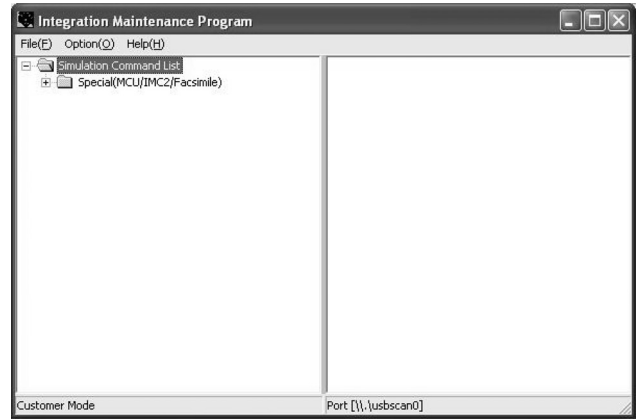 Integration Maintenance Program
File(F) Option(O) Help(H)
Simulation Command List
Special(MCU/IMC2/Facsimile)
Customer Mode
Port [\\.\usbscan0]